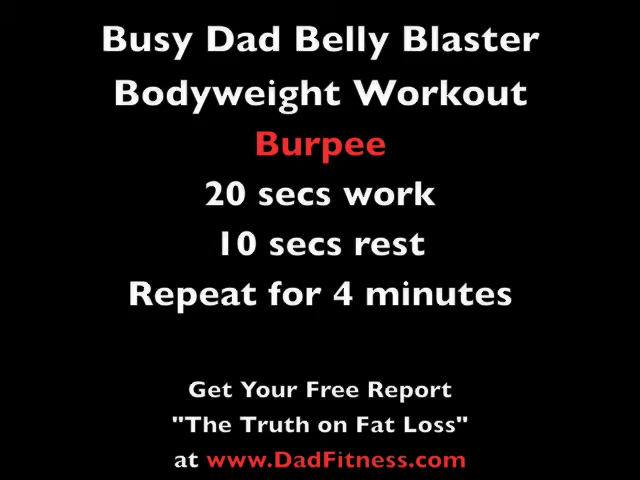 Busy Dad Belly Blaster
Bodyweight Workout
Burpee
20 secs work
10 secs rest
Repeat for 4 minutes
Get Your Free Report
"The Truth on Fat Loss"
at www.DadFitness.com